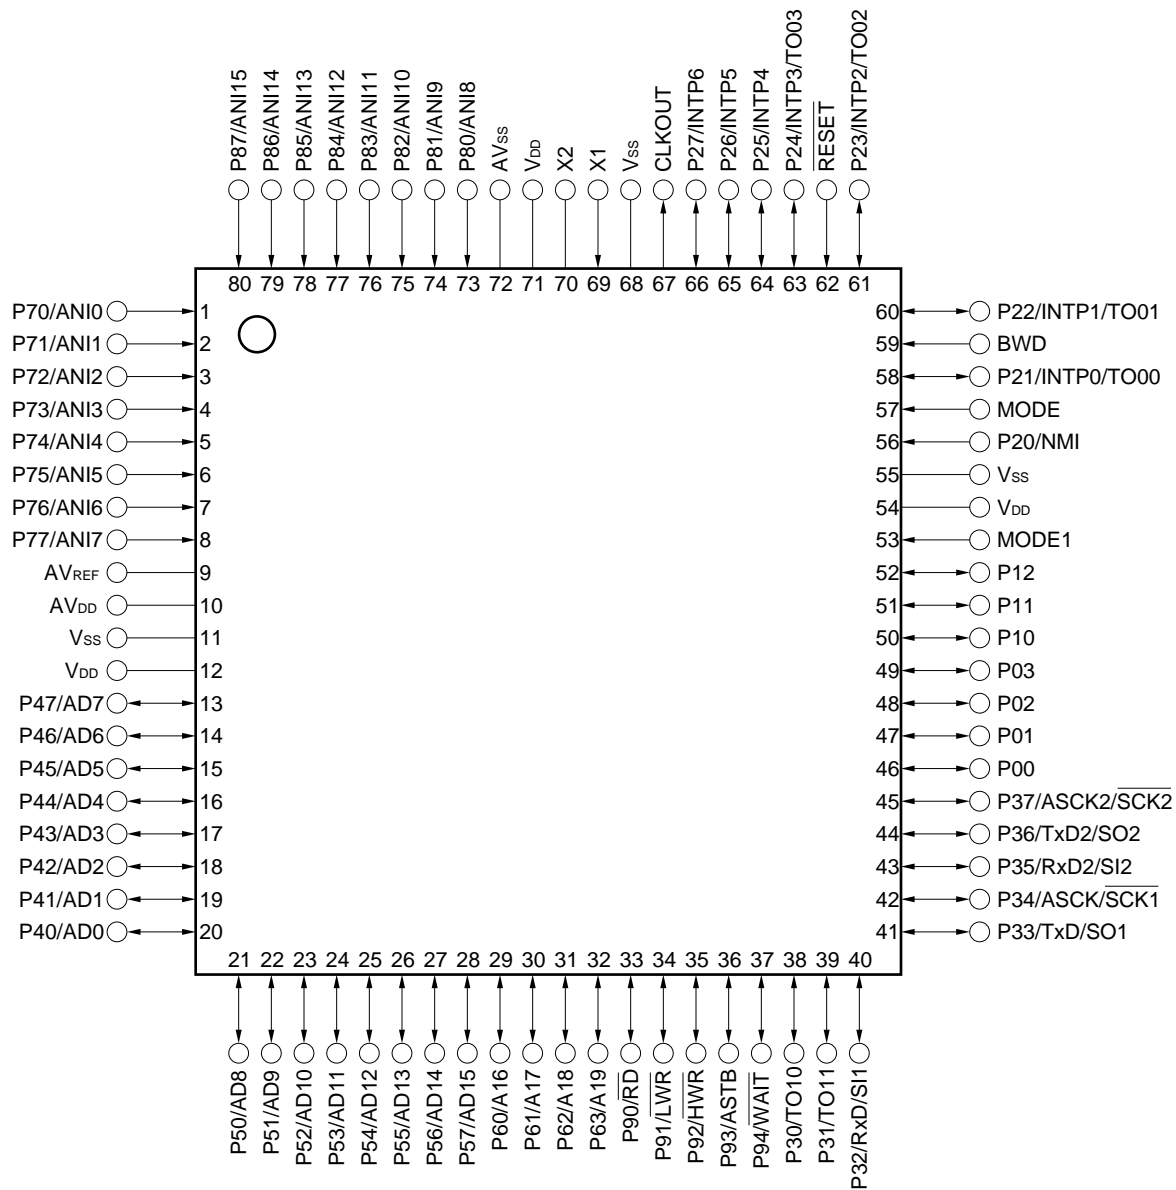 P87/ANI15
P86/ANI14
P85/ANI13
P84/ANI12
P83/ANI11
P82/ANI10
P81/ANI9
P80/ANI8
AVSS
VDD
X2
X1
VSS
CLKOUT
P27/INTP6
P26/INTP5
P25/INTP4
P24/INTP3/TO03
RESET
P23/INTP2/TO02
80 79 78 77 76 75 74 73 72 71 70 69 68 67 66 65 64 63 62 61
P70/ANI0 1
P71/ANI1 2
P72/ANI2 3
P73/ANI3 4
P74/ANI4 5
P75/ANI5 6
P76/ANI6 7
P77/ANI7 8
AVREF 9
AVDD 10
VSS 11
VDD 12
P47/AD7 13
P46/AD6 14
P45/AD5 15
P44/AD4 16
P43/AD3 17
P42/AD2 18
P41/AD1 19
P40/AD0 20
60 P22/INTP1/TO01
59 BWD
58 P21/INTP0/TO00
57 MODE
56 P20/NMI
55 VSS
54 VDD
53 MODE1
52 P12
51 P11
50 P10
49 P03
48 P02
47 P01
46 P00
45 P37/ASCK2/SCK2
44 P36/TxD2/SO2
43 P35/RxD2/SI2
42 P34/ASCK/SCK1
41 P33/TxD/SO1
21 22 23 24 25 26 27 28 29 30 31 32 33 34 35 36 37 38 39 40
P50/AD8
P51/AD9
P52/AD10
P53/AD11
P54/AD12
P55/AD13
P56/AD14
P57/AD15
P60/A16
P61/A17
P62/A18
P63/A19
P90/RD
P91/LWR
P92/HWR
P93/ASTB
P94/WAIT
P30/TO10
P31/TO11
P32/RxD/SI1